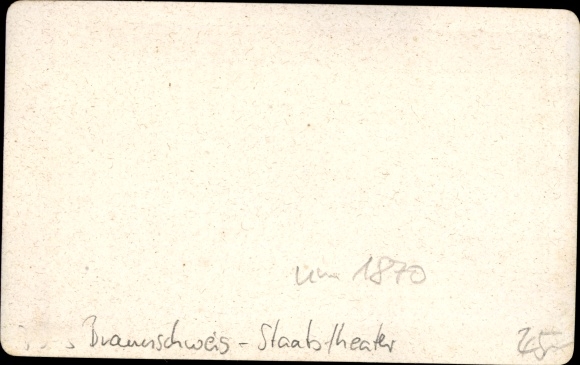 um 1870
Braunschweig - Staatstheater